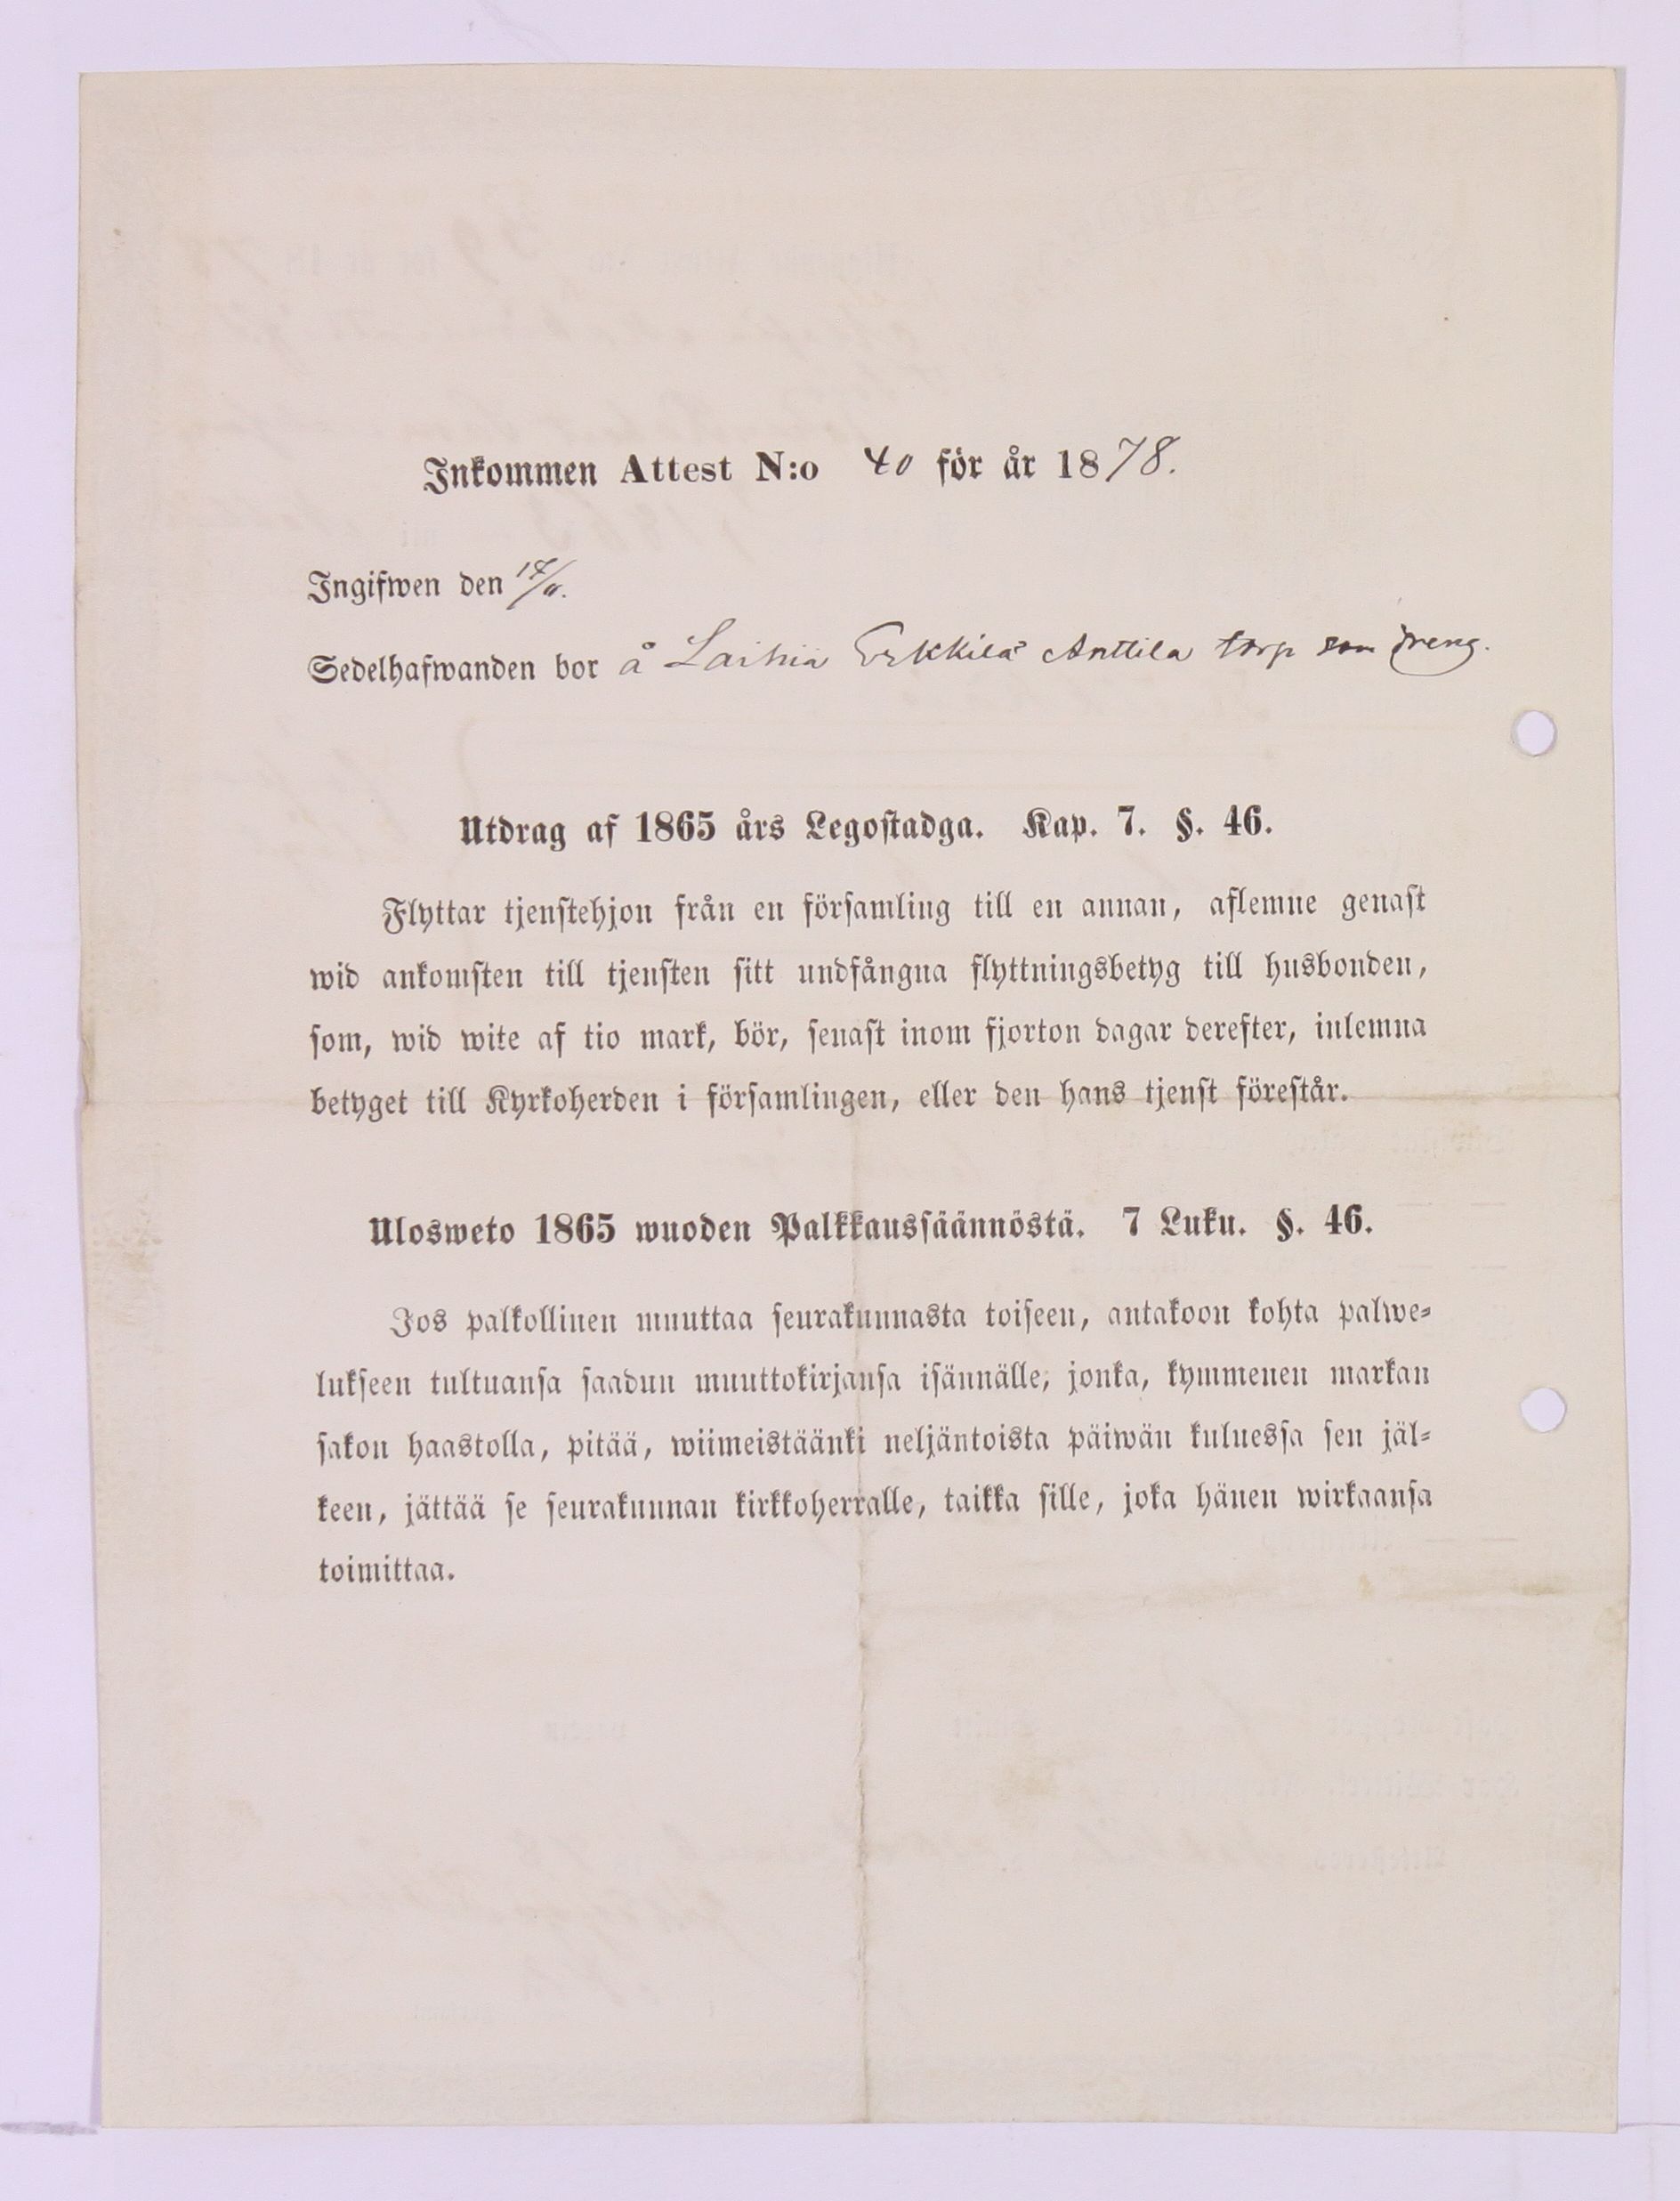 Inkommen Attest N:o 40 för år 1878.
Ingifwen den
Sedelhafwanden bor å Laihia Erkkilä Anttila torp som dreng.
Utdrag af 1865 års Legostadga. Kap. 7. §. 46.
Flyttar tjenstehjon från en församling till en annan, aflemne genast
wid ankomsten till tjensten sitt undfångna flyttningsbetyg till husbonden,
som, wid wite af tio mark, bör, senast inom fjorton dagar derefter, inlemna
betyget till Kyrkoherden i församlingen, eller den hans tjenst förestår.
Ulosweto 1865 wuoden Palkkaussäännöstä. 7 Luku. §. 46.
Jos palkollinen muuttaa seurakunnasta toiseen, antakoon kohta palwe-
lukseen tultuansa saadun muuttokirjansa isännälle; jonka, kymmenen markan
sakon haastolla, pitää, wiimeistäänki neljäntoista päiwän kuluessa sen jäl-
keen, jättää se seurakunnan kirkkoherralle, taikka sille, joka hänen wirkaansa
toimittaa.